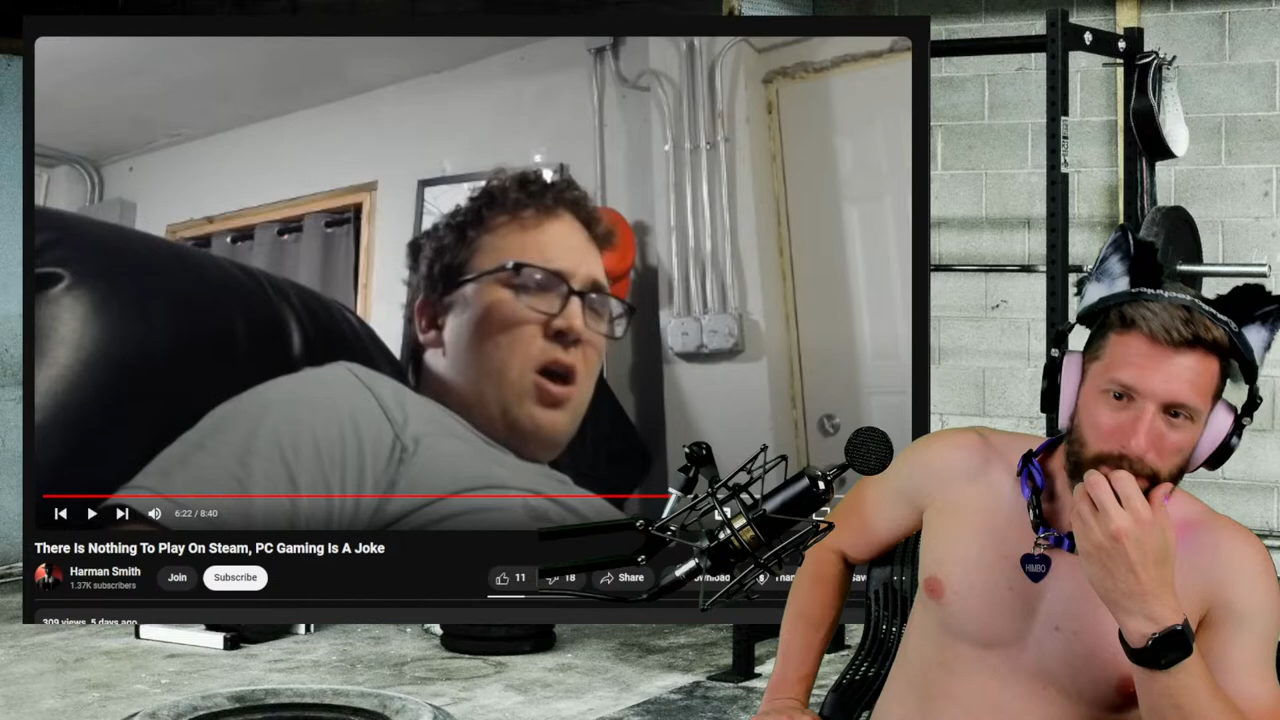 6:22 / 8:40
There Is Nothing To Play On Steam, PC Gaming Is A Joke
Harman Smith
1.37K subscribers
Join
Subscribe
11
18
Share
309 views 5 days ago
HIMBO